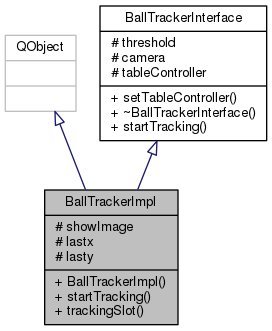 BallTrackerInterface
# threshold
# camera
# tableController
+ setTableController()
+ ~BallTrackerInterface()
+ startTracking()
QObject
BallTrackerImpl
# showImage
# lastx
# lasty
+ BallTrackerImpl()
+ startTracking()
+ trackingSlot()